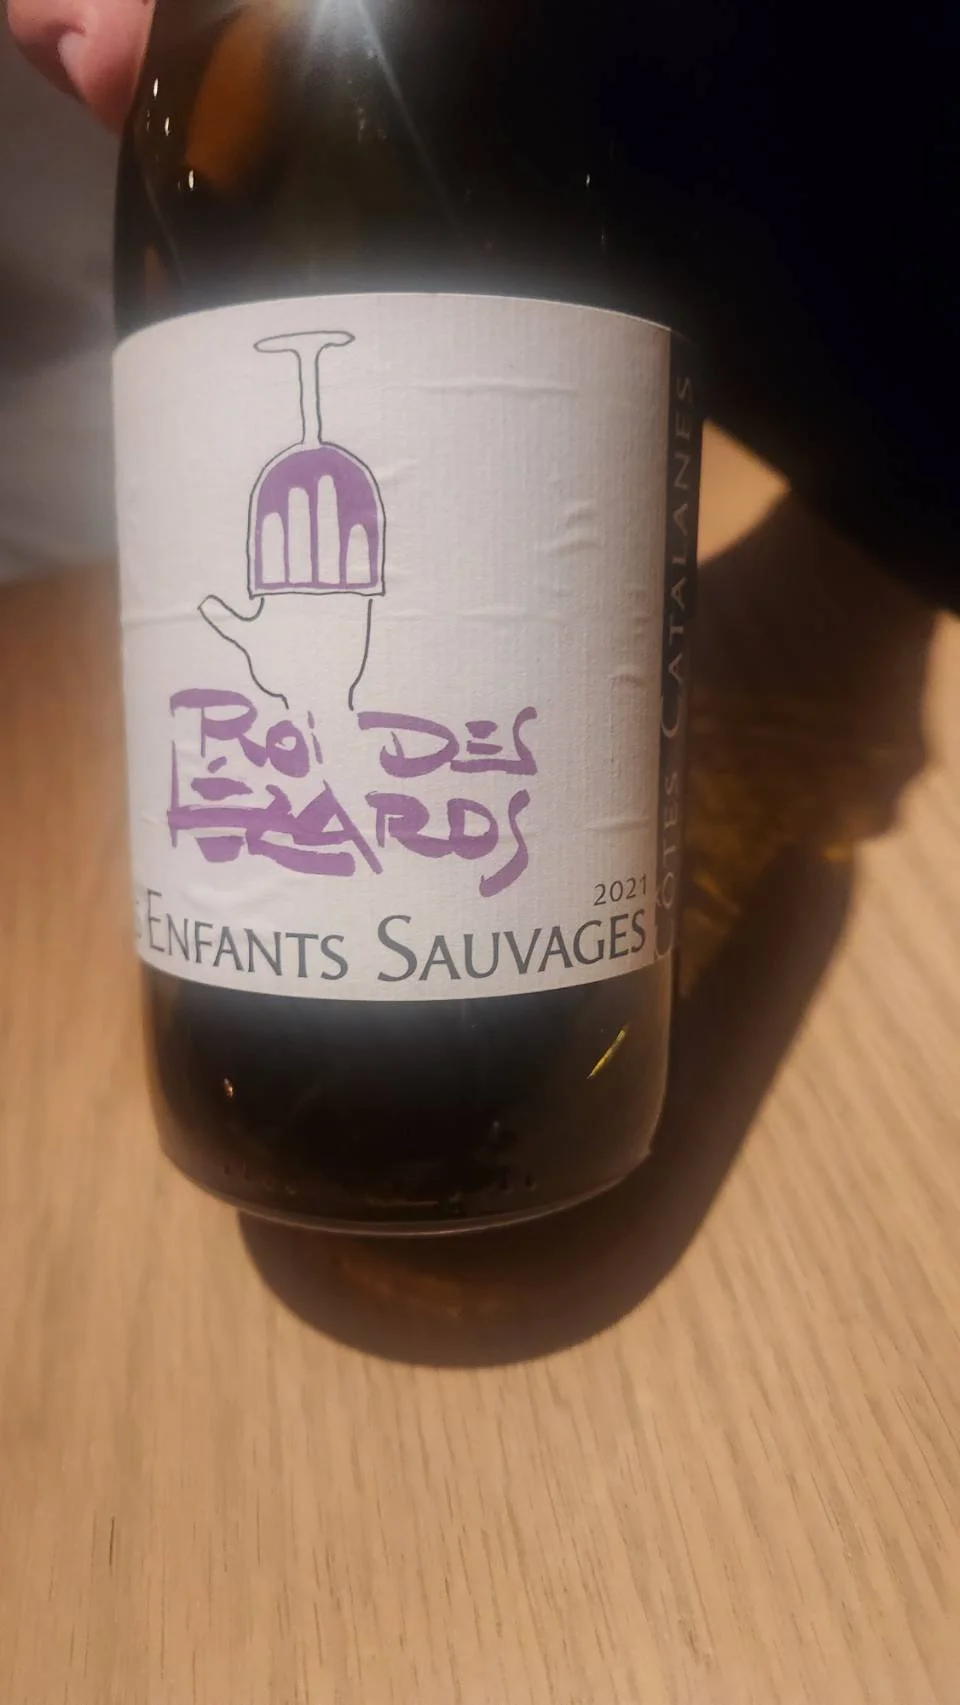 Roi DES
LÉZARDS
2021
ENFANTS SAUVAGES
CÔTES CATALANES